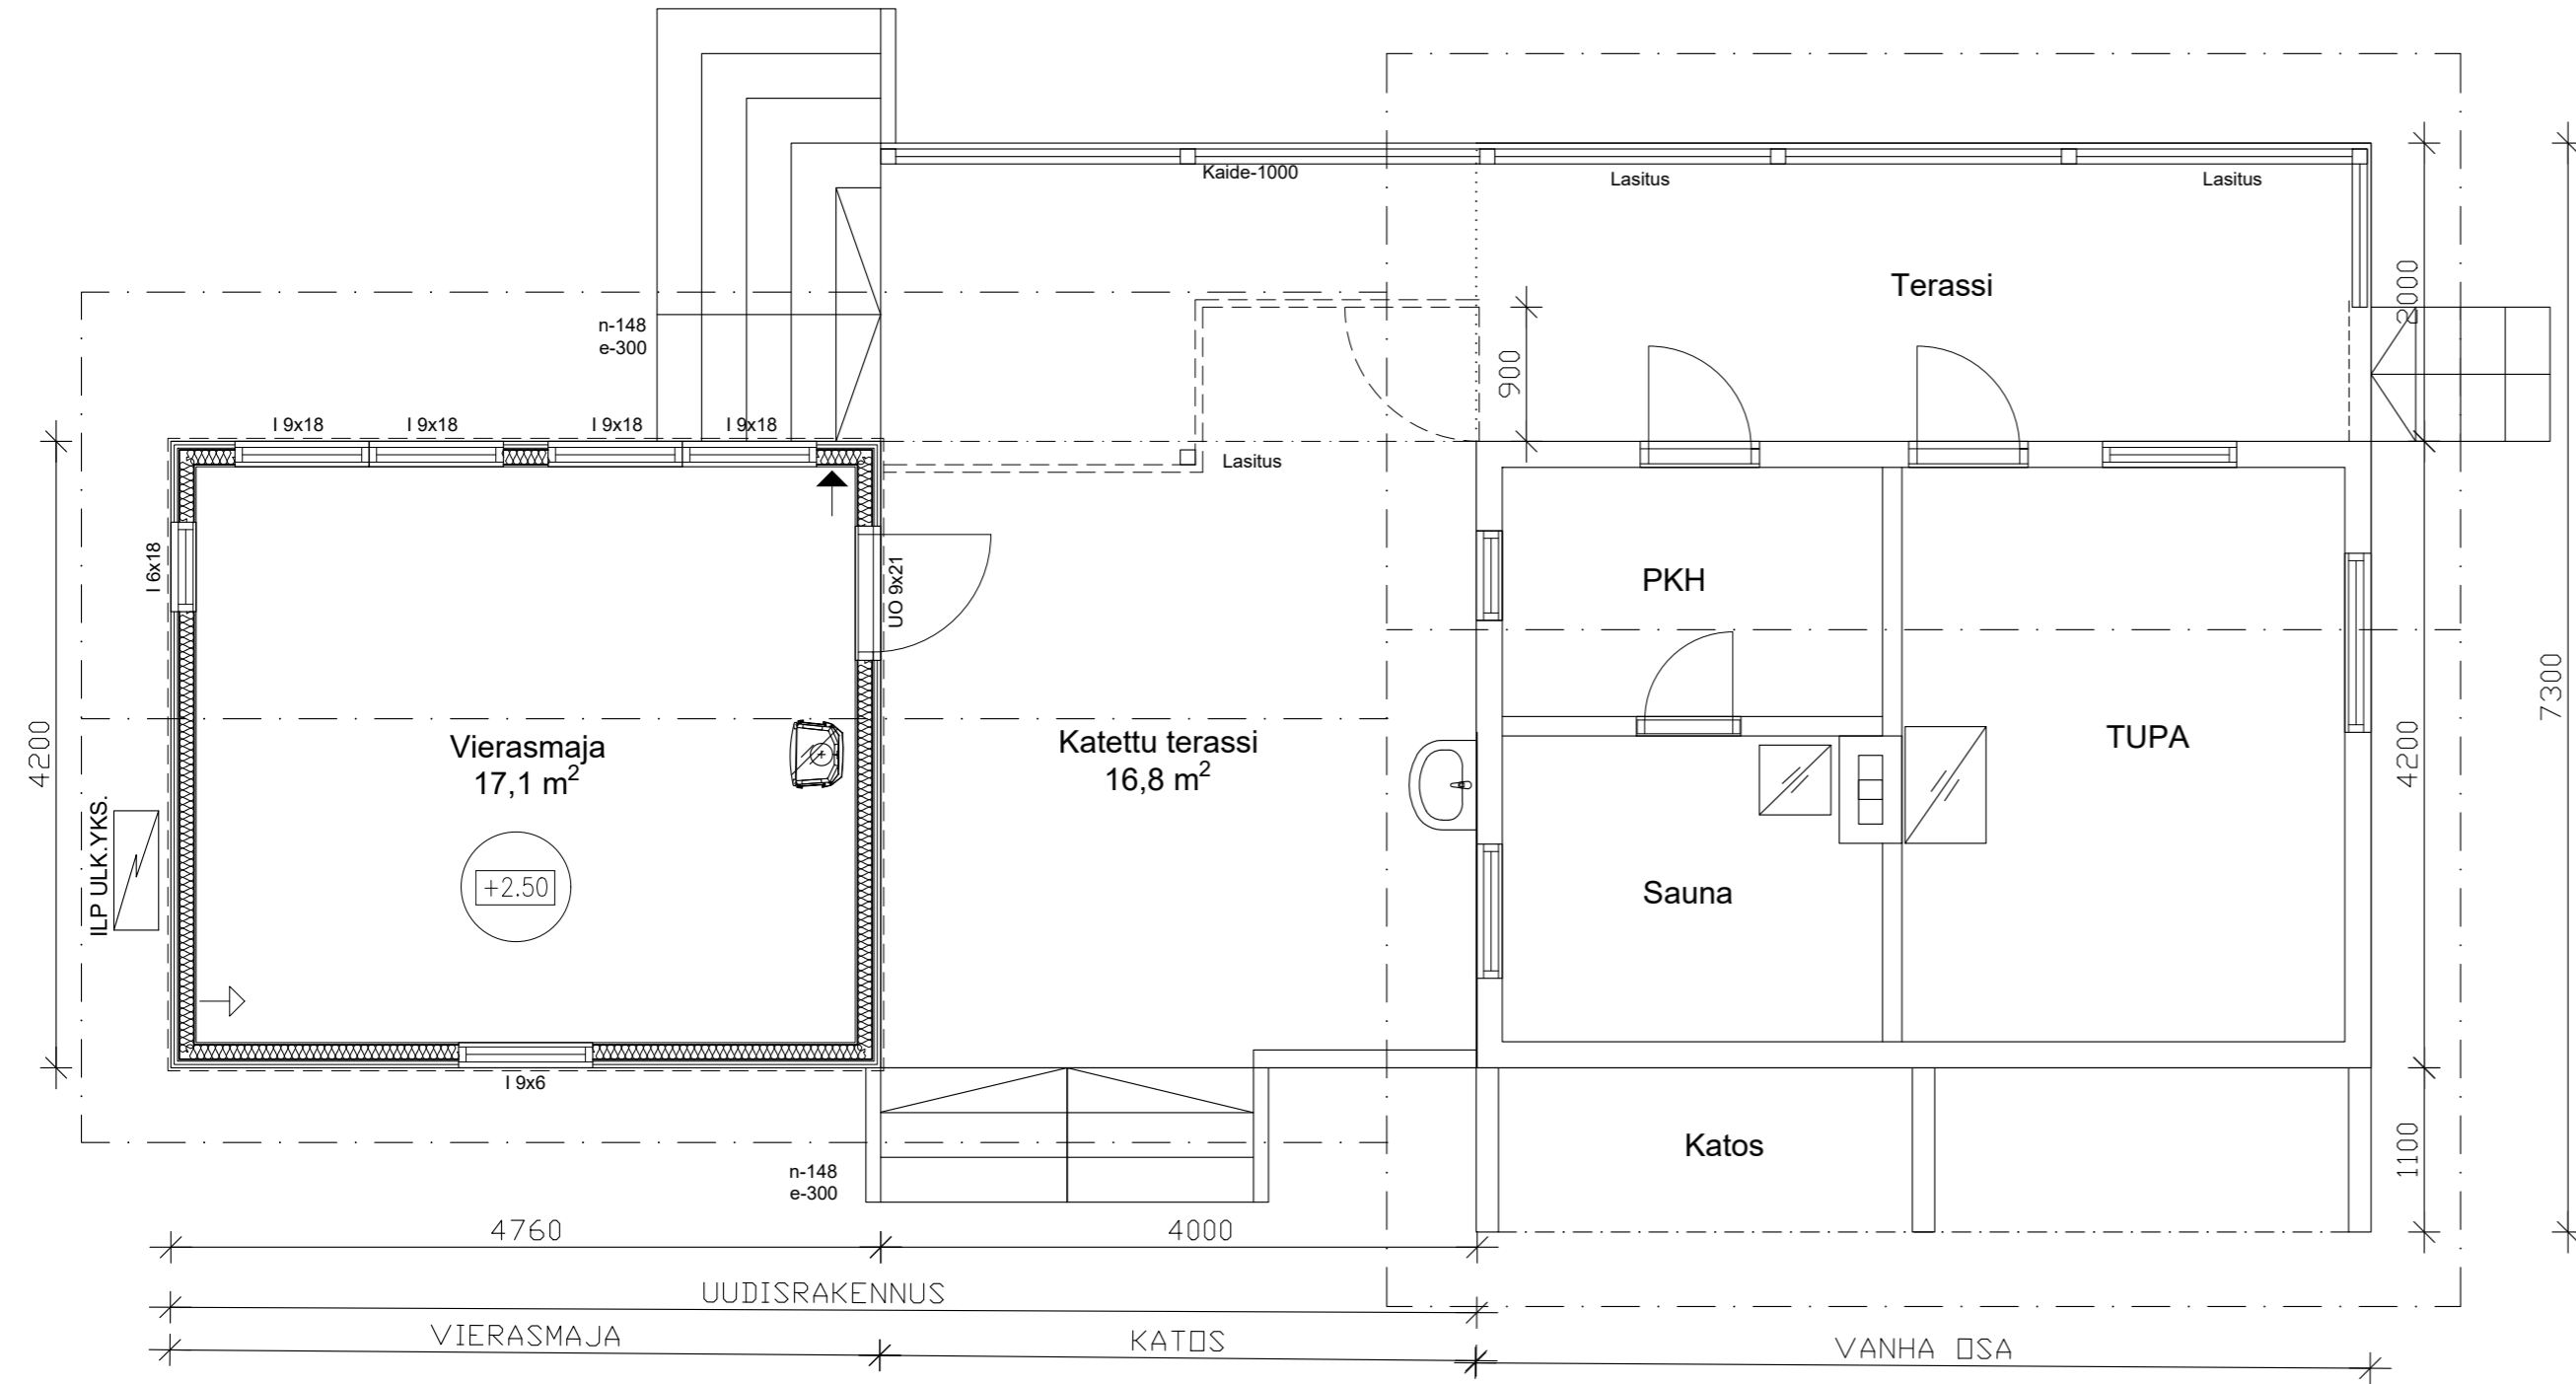 Kaide-1000
Lasitus
Lasitus
Terassi
2000
n-148
e-300
900
I 9x18
I 9x18
I 9x18
I 9x18
Lasitus
I 6x18
UO 9x21
PKH
4200
Vierasmaja
17,1 m²
Katettu terassi
16,8 m²
TUPA
4200
7300
ILP ULK.YKS.
+2.50
Sauna
I 9x6
n-148
e-300
Katos
1100
4760
4000
UUDISRAKENNUS
VIERASMAJA
KATOS
VANHA OSA